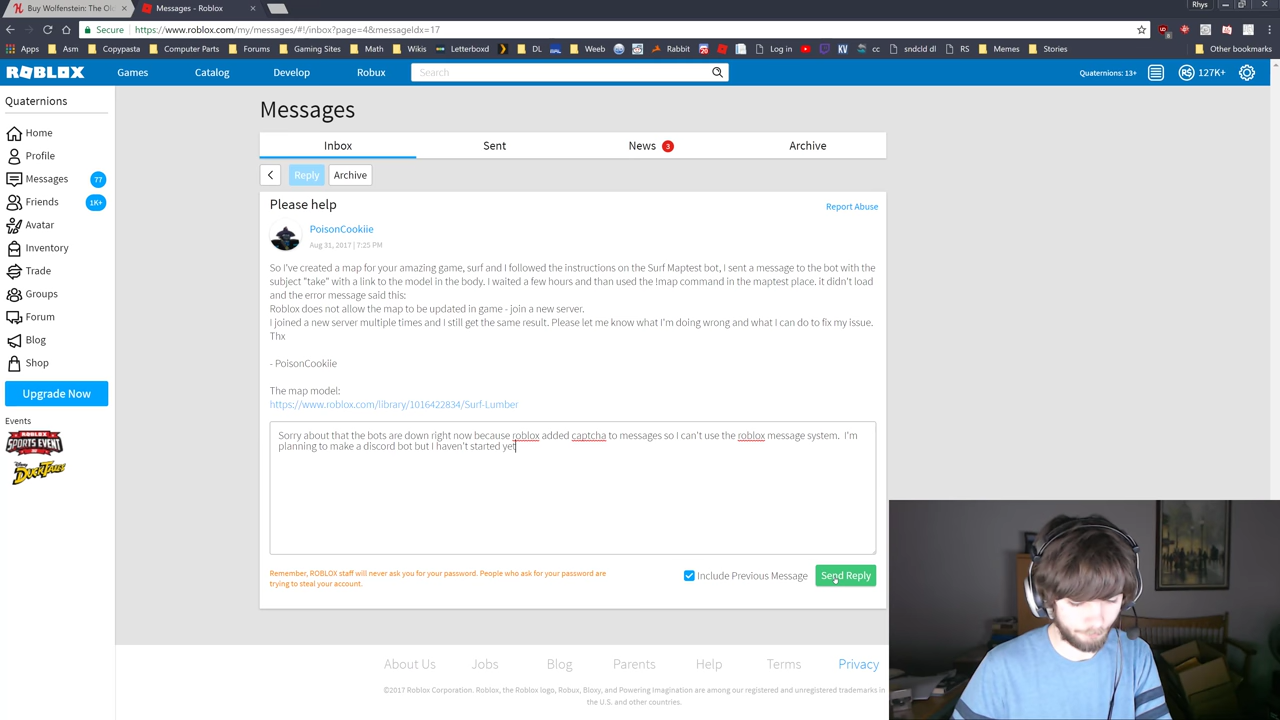 Buy Wolfenstein: The Old
Messages - Roblox
Rhys
Secure
https://www.roblox.com/my/messages/#!/inbox?page=4&messageIdx=17
Apps
Asm
Copypasta
Computer Parts
Forums
Gaming Sites
Math
Wikis
Letterboxd
DL
Weeb
Rabbit
Log in
KV
cc
sndcld dl
RS
Memes
Stories
Other bookmarks
ROBLOX
Games
Catalog
Develop
Robux
Search
Quaternions: 13+
R$
127K+
Quaternions
Home
Profile
Messages
77
Friends
1K+
Avatar
Inventory
Trade
Groups
Forum
Blog
Shop
Upgrade Now
Events
ROBLOX
SPORTS EVENT
DUCKTALES
Messages
Inbox
Sent
News
3
Archive
Reply
Archive
Please help
Report Abuse
PoisonCookiie
Aug 31, 2017 | 7:25 PM
So I've created a map for your amazing game, surf and I followed the instructions on the Surf Maptest bot, I sent a message to the bot with the
subject "take" with a link to the model in the body. I waited a few hours and than used the !map command in the maptest place. it didn't load
and the error message said this:
Roblox does not allow the map to be updated in game - join a new server.
I joined a new server multiple times and I still get the same result. Please let me know what I'm doing wrong and what I can do to fix my issue.
Thx
- PoisonCookiie
The map model:
https://www.roblox.com/library/1016422834/Surf-Lumber
Sorry about that the bots are down right now because roblox added captcha to messages so I can't use the roblox message system. I'm
planning to make a discord bot but I haven't started yet
Remember, ROBLOX staff will never ask you for your password. People who ask for your password are
trying to steal your account.
Include Previous Message
Send Reply
About Us
Jobs
Blog
Parents
Help
Terms
Privacy
©2017 Roblox Corporation. Roblox, the Roblox logo, Robux, Bloxy, and Powering Imagination are among our registered and unregistered trademarks in
the U.S. and other countries.